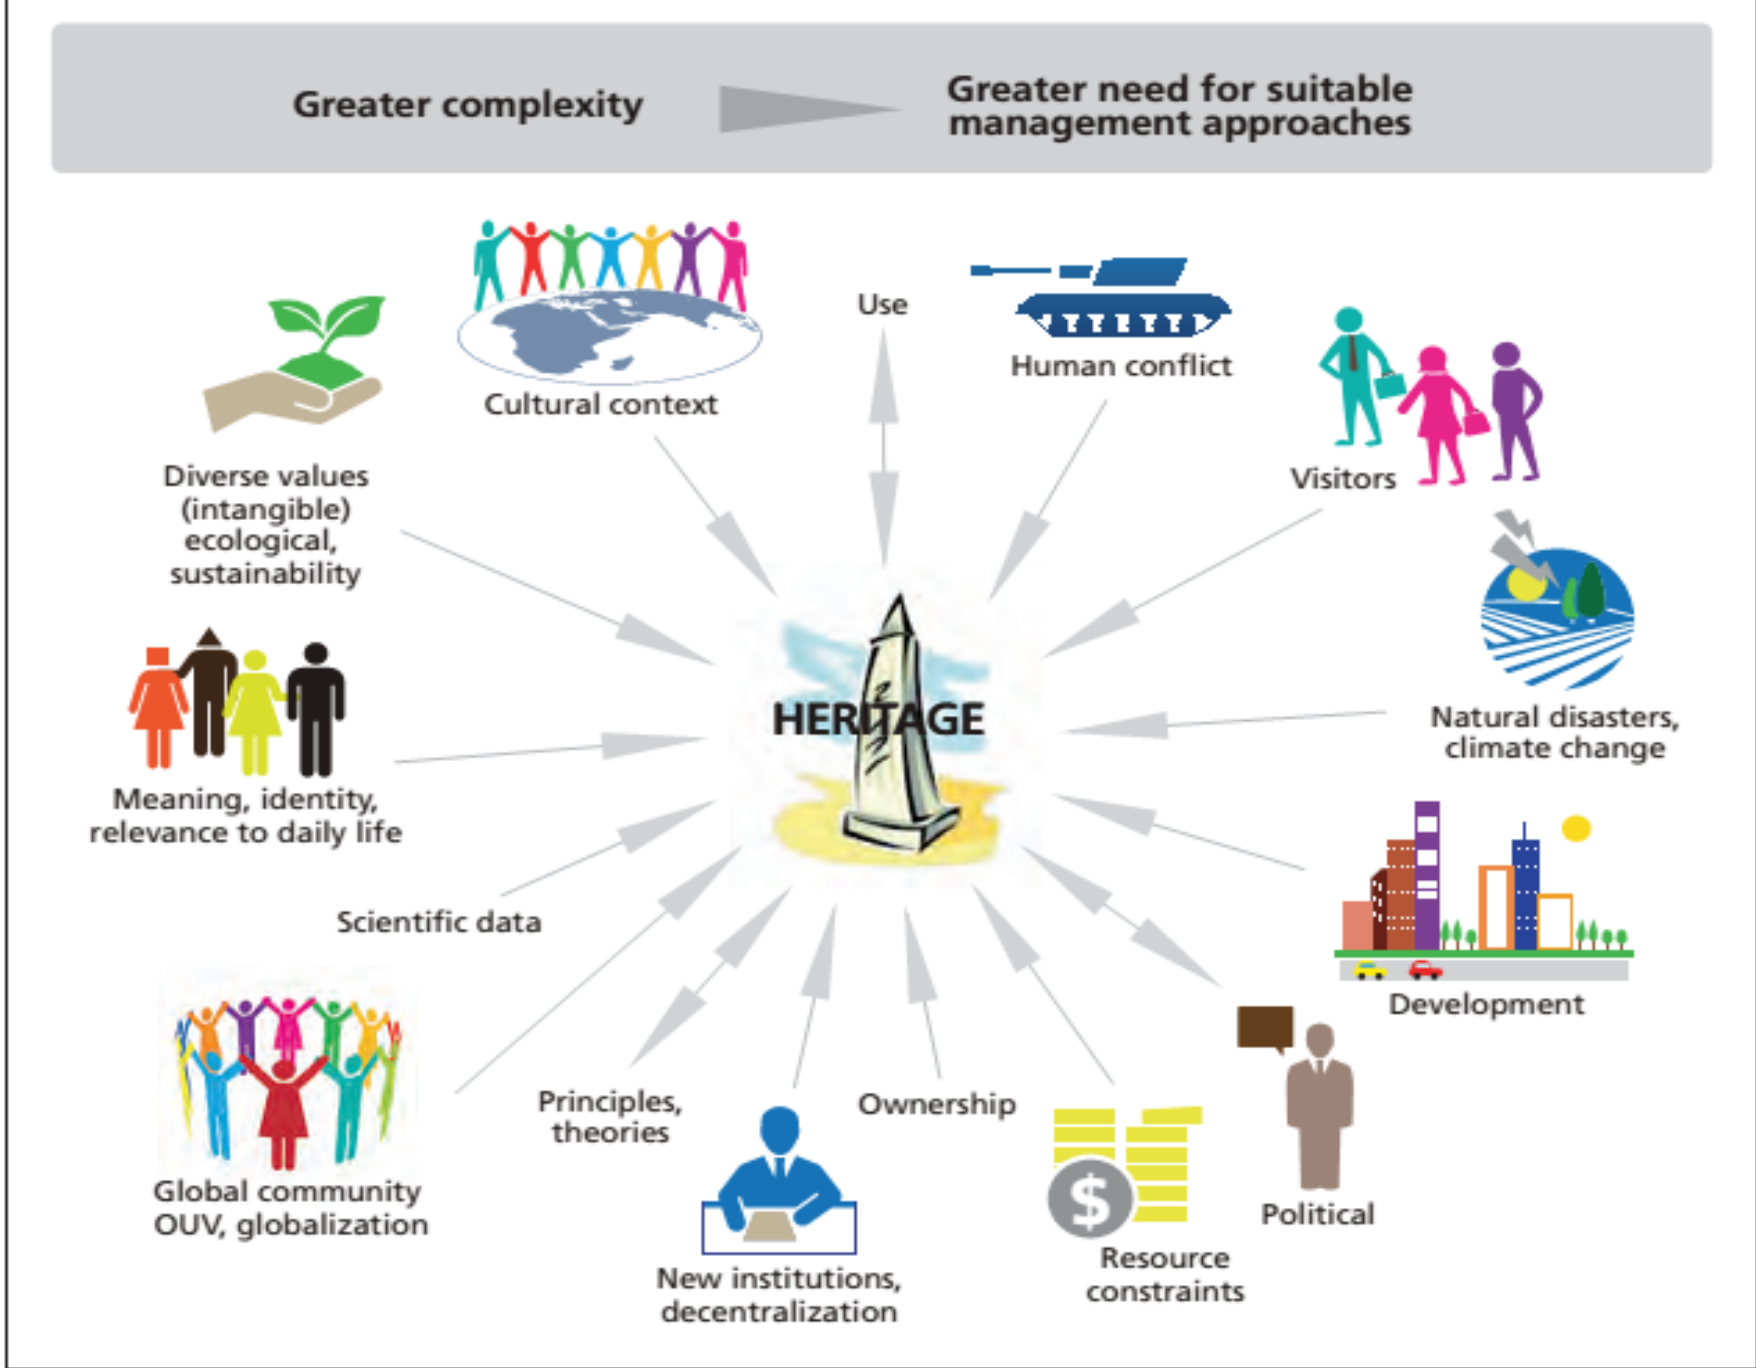 Greater complexity
Greater need for suitable
management approaches
Cultural context
Use
Human conflict
Visitors
Diverse values
(intangible)
ecological,
sustainability
HERITAGE
Natural disasters,
climate change
Meaning, identity,
relevance to daily life
Scientific data
Development
Global community
OUV, globalization
Principles,
theories
New institutions,
decentralization
Ownership
$
Resource
constraints
Political